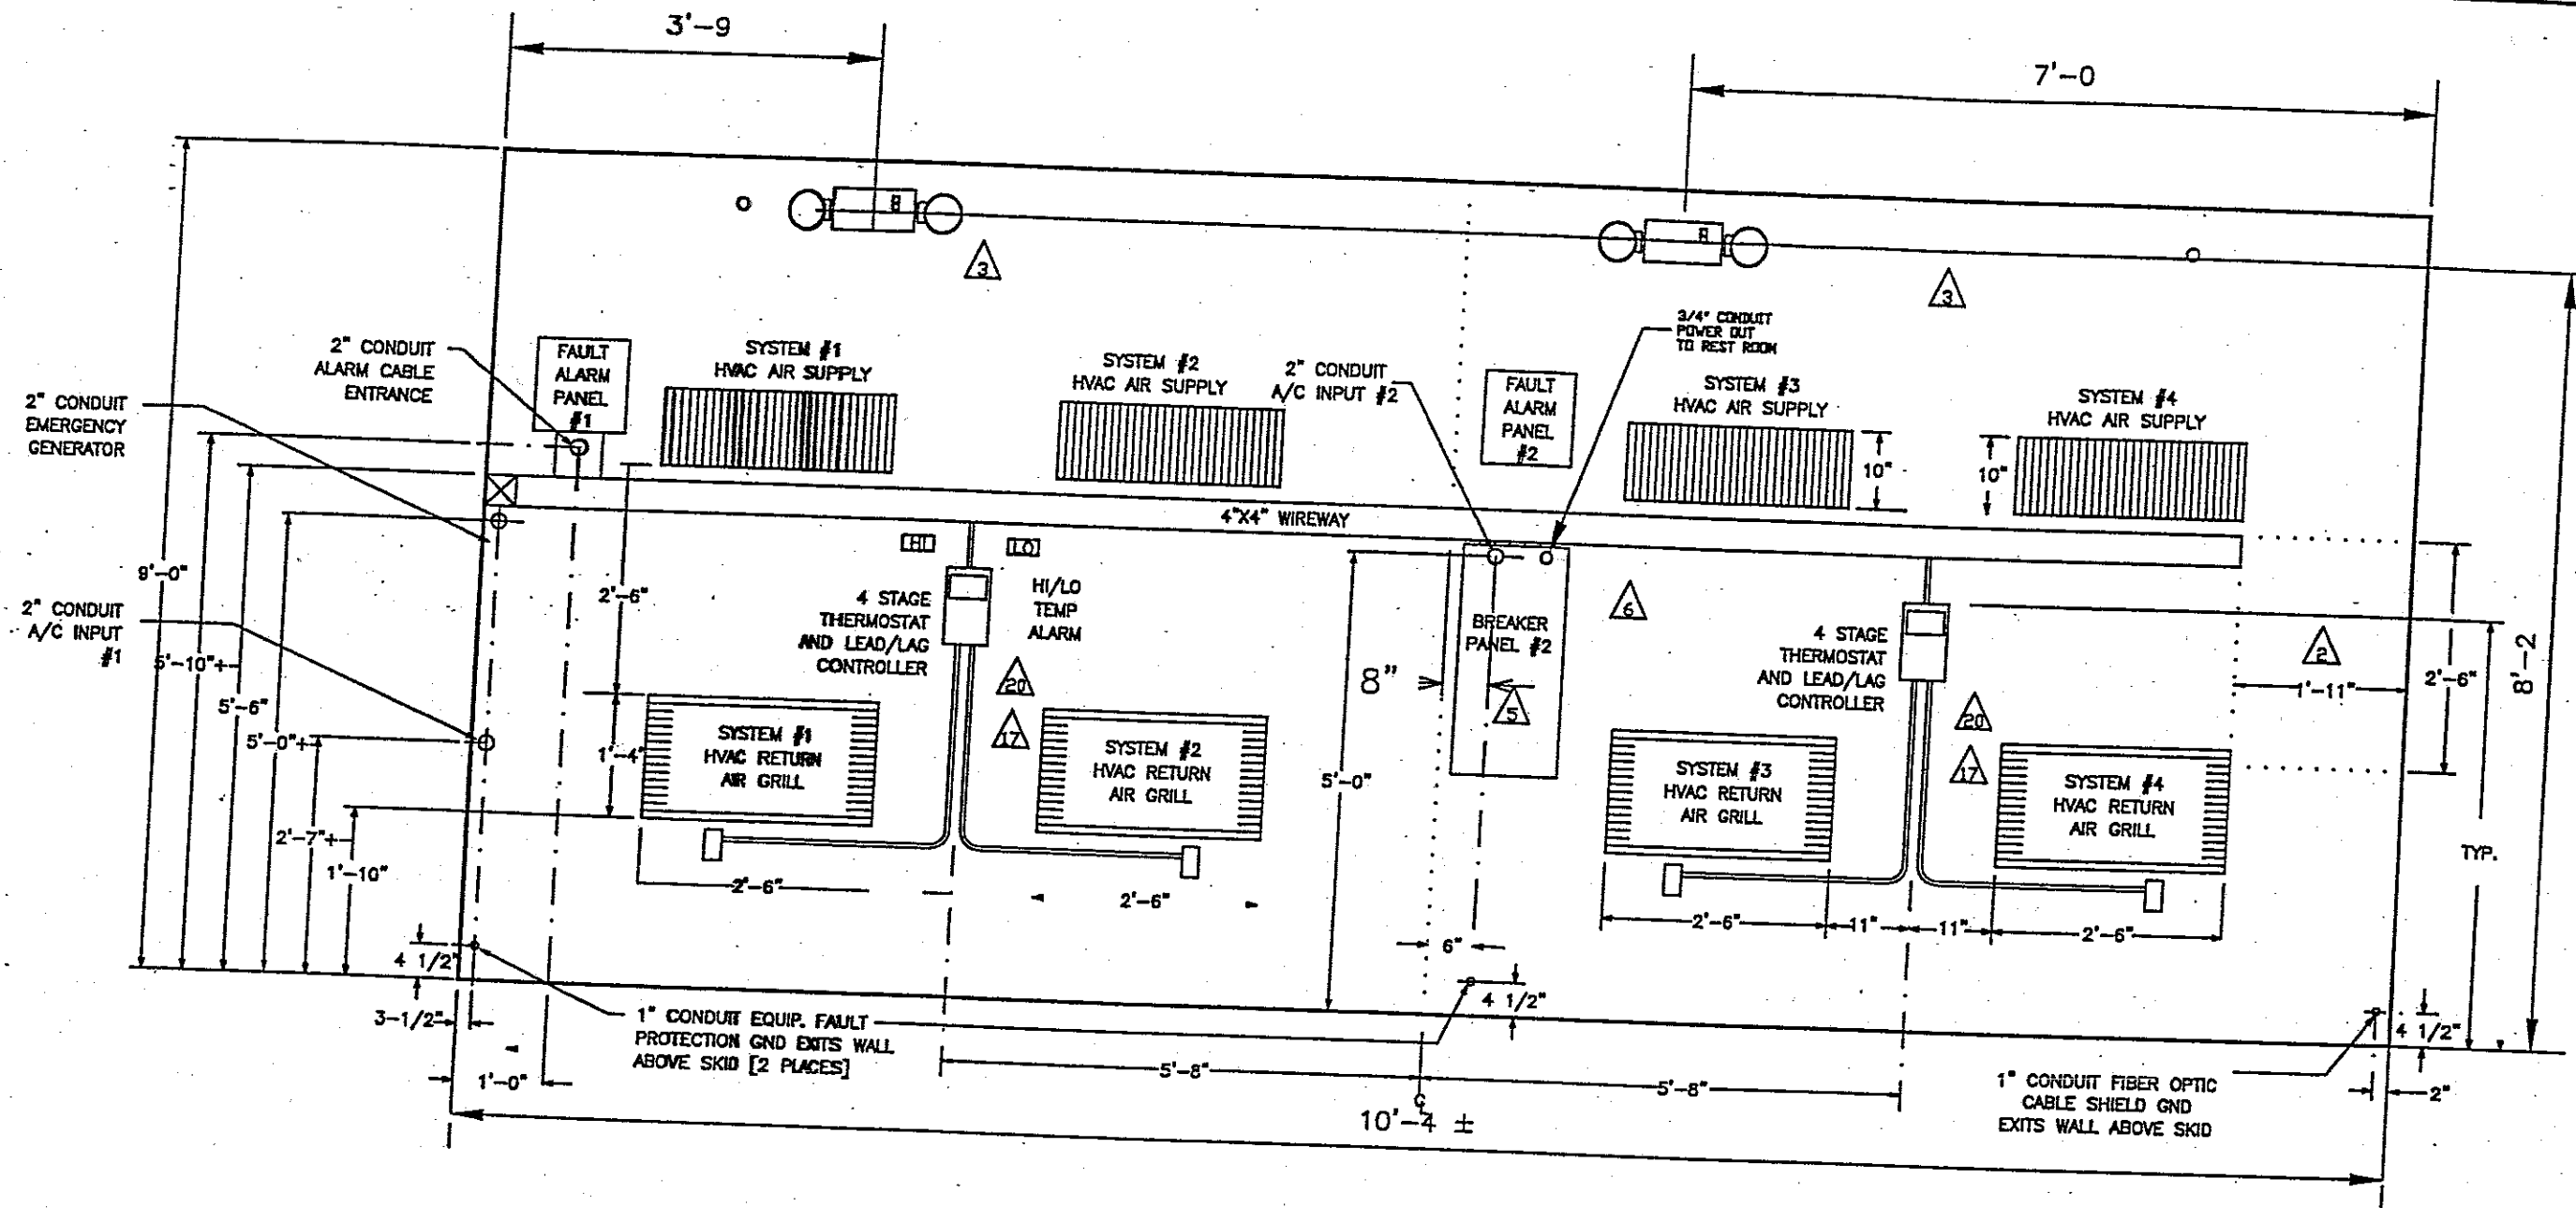 3'-9
7'-0
3
3
2" CONDUIT
ALARM CABLE
ENTRANCE
FAULT
ALARM
PANEL
#1
SYSTEM #1
HVAC AIR SUPPLY
SYSTEM #2
HVAC AIR SUPPLY
2" CONDUIT
A/C INPUT #2
3/4" CONDUIT
POWER OUT
TO REST ROOM
FAULT
ALARM
PANEL
#2
SYSTEM #3
HVAC AIR SUPPLY
SYSTEM #4
HVAC AIR SUPPLY
10"
10"
2" CONDUIT
EMERGENCY
GENERATOR
4"X4" WIREWAY
HI
LO
9'-0"
2'-6"
4 STAGE
THERMOSTAT
AND LEAD/LAG
CONTROLLER
HI/LO
TEMP
ALARM
BREAKER
PANEL #2
6
4 STAGE
THERMOSTAT
AND LEAD/LAG
CONTROLLER
2
2'-6"
8'-2
2" CONDUIT
A/C INPUT
#1
5'-10"+
5'-6"
5'-0"+
8"
5
1'-11"
20
17
20
17
1'-4"
SYSTEM #1
HVAC RETURN
AIR GRILL
SYSTEM #2
HVAC RETURN
AIR GRILL
5'-0"
SYSTEM #3
HVAC RETURN
AIR GRILL
SYSTEM #4
HVAC RETURN
AIR GRILL
2'-7"+
1'-10"
TYP.
2'-6"
2'-6"
2'-6"
11"
11"
2'-6"
6"
4 1/2"
4 1/2"
4 1/2"
3-1/2"
1'-0"
1" CONDUIT EQUIP. FAULT
PROTECTION GND EXITS WALL
ABOVE SKID [2 PLACES]
5'-8"
5'-8"
10'-4 ±
1" CONDUIT FIBER OPTIC
CABLE SHIELD GND
EXITS WALL ABOVE SKID
2"